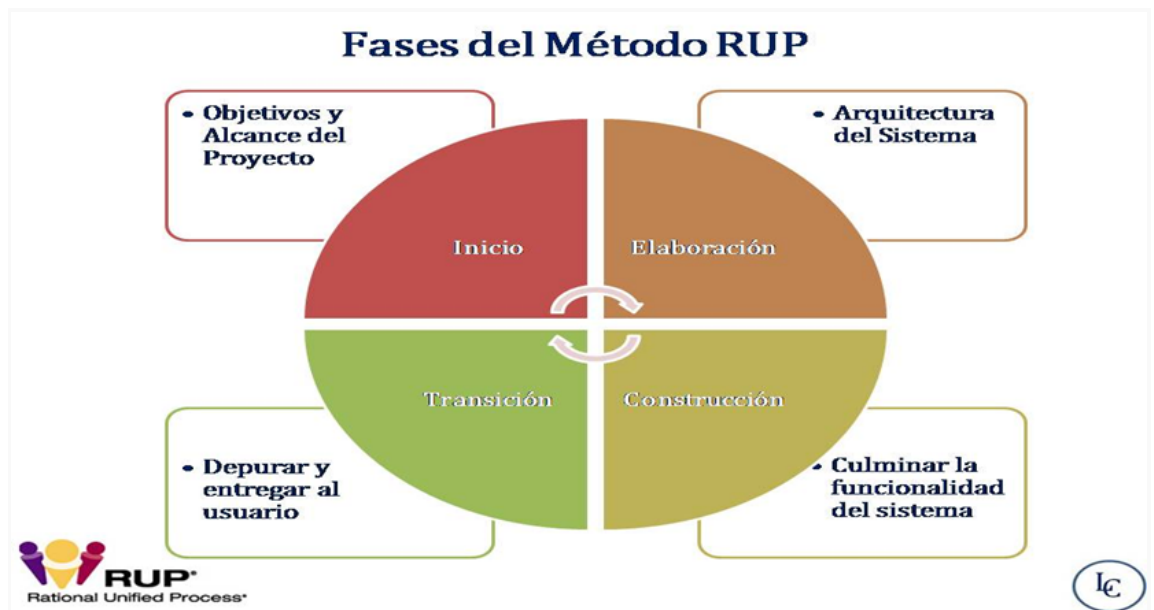 Fases del Método RUP
• Objetivos y
Alcance del
Proyecto
• Arquitectura
del Sistema
Inicio
Elaboración
Transición
Construcción
• Depurar y
entregar al
usuario
• Culminar la
funcionalidad
del sistema
RUP
Rational Unified Process
LC